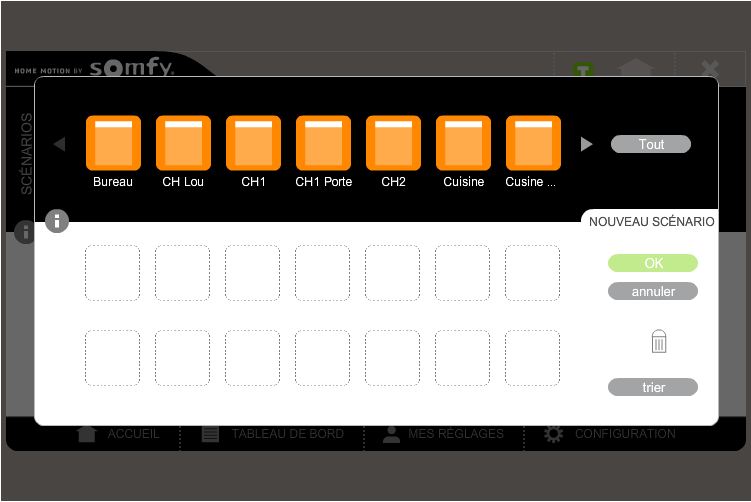 HOME MOTION BY somfy.
T
SCÉNARIOS
Tout
Bureau
CH Lou
CH1
CH1 Porte
CH2
Cuisine
Cusine ...
i
i
NOUVEAU SCÉNARIO
OK
annuler
trier
ACCUEIL
TABLEAU DE BORD
MES RÉGLAGES
CONFIGURATION